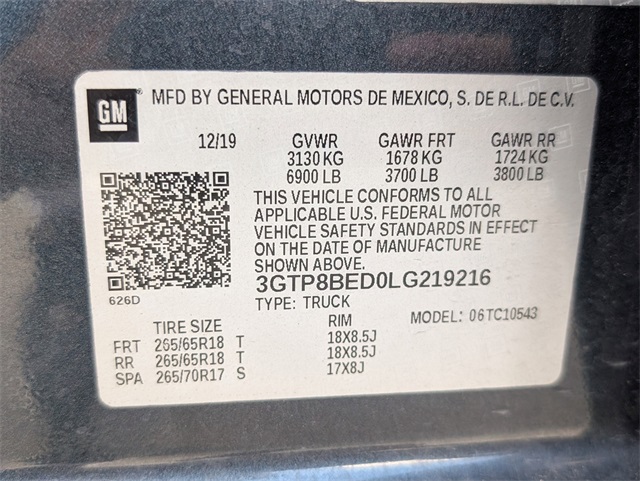 GM
MFD BY GENERAL MOTORS DE MEXICO, S. DE R.L. DE C.V.
12/19 GVWR GAWR FRT GAWR RR
3130 KG 1678 KG 1724 KG
6900 LB 3700 LB 3800 LB
THIS VEHICLE CONFORMS TO ALL
APPLICABLE U.S. FEDERAL MOTOR
VEHICLE SAFETY STANDARDS IN EFFECT
ON THE DATE OF MANUFACTURE
SHOWN ABOVE.
3GTP8BED0LG219216
626D
TYPE: TRUCK
MODEL: 06TC10543
TIRE SIZE RIM
FRT 265/65R18 T 18X8.5J
RR 265/65R18 T 18X8.5J
SPA 265/70R17 S 17X8J